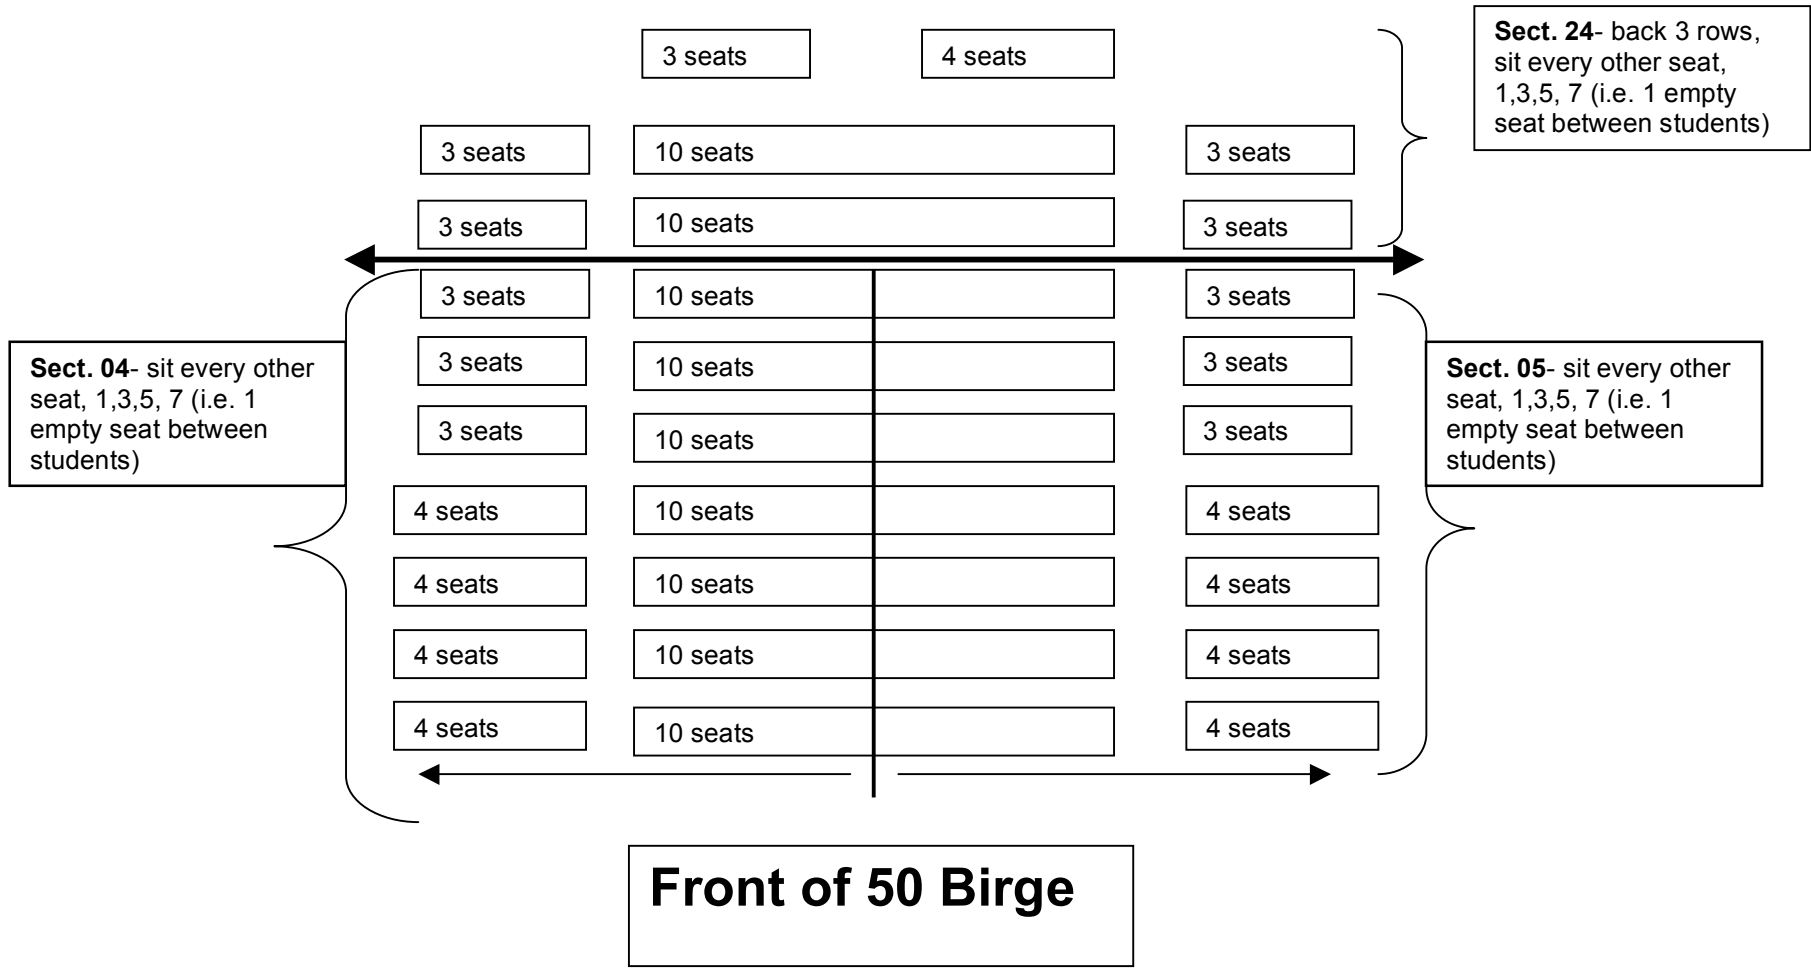 3 seats 4 seats
Sect. 24- back 3 rows,
sit every other seat,
1,3,5, 7 (i.e. 1 empty
seat between students)
3 seats 10 seats 3 seats
3 seats 10 seats 3 seats
3 seats 10 seats 3 seats
3 seats 10 seats 3 seats
3 seats 10 seats 3 seats
4 seats 10 seats 4 seats
4 seats 10 seats 4 seats
4 seats 10 seats 4 seats
4 seats 10 seats 4 seats
Sect. 04- sit every other
seat, 1,3,5, 7 (i.e. 1
empty seat between
students)
Sect. 05- sit every other
seat, 1,3,5, 7 (i.e. 1
empty seat between
students)
Front of 50 Birge